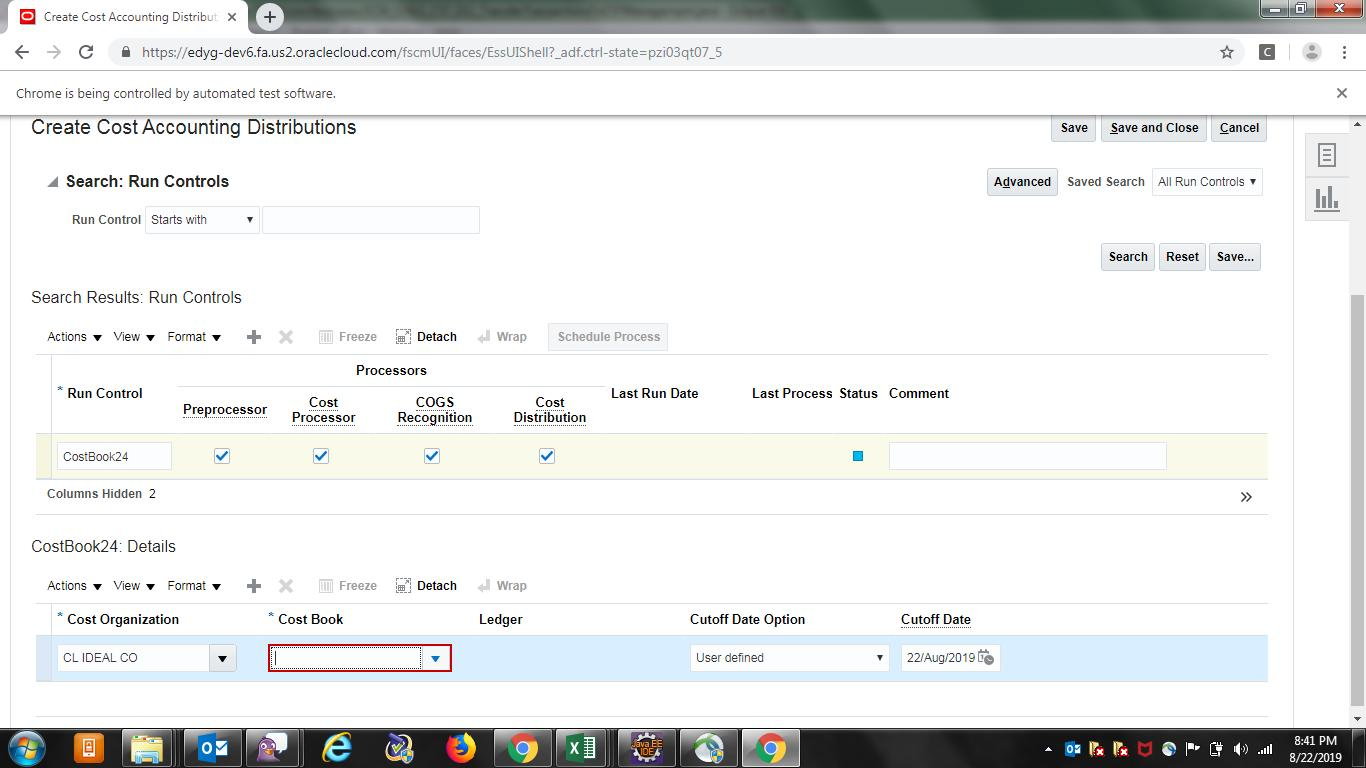 Create Cost Accounting Distribut
https://edyg-dev6.fa.us2.oraclecloud.com/fscmUI/faces/EssUIShell?_adf.ctrl-state=pzi03qt07_5
C
Chrome is being controlled by automated test software.
Create Cost Accounting Distributions
Save Save and Close Cancel
Search: Run Controls
Advanced Saved Search All Run Controls
Run Control Starts with
Search Reset Save...
Search Results: Run Controls
Actions View Format Freeze Detach Wrap Schedule Process
Processors
* Run Control Preprocessor Cost Processor COGS Recognition Cost Distribution Last Run Date Last Process Status Comment
CostBook24
Columns Hidden 2
CostBook24: Details
Actions View Format Freeze Detach Wrap
* Cost Organization * Cost Book Ledger Cutoff Date Option Cutoff Date
CL IDEAL CO User defined 22/Aug/2019
Java EE
IDE
8:41 PM
8/22/2019